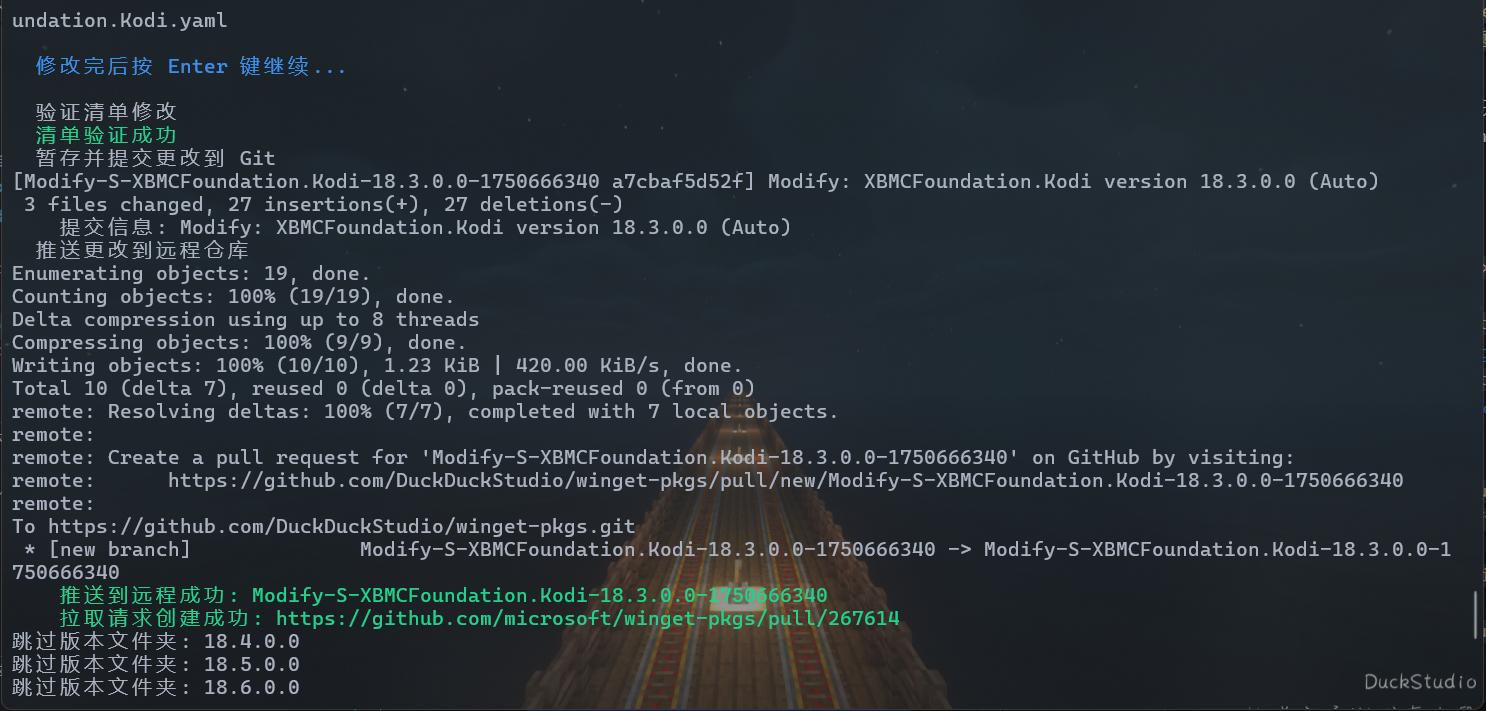 undation.Kodi.yaml
修改完后按 Enter 键继续...
验证清单修改
清单验证成功
暂存并提交更改到 Git
[Modify-S-XBMCFoundation.Kodi-18.3.0.0-1750666340 a7cbaf5d52f] Modify: XBMCFoundation.Kodi version 18.3.0.0 (Auto)
3 files changed, 27 insertions(+), 27 deletions(-)
提交信息: Modify: XBMCFoundation.Kodi version 18.3.0.0 (Auto)
推送更改到远程仓库
Enumerating objects: 19, done.
Counting objects: 100% (19/19), done.
Delta compression using up to 8 threads
Compressing objects: 100% (9/9), done.
Writing objects: 100% (10/10), 1.23 KiB | 420.00 KiB/s, done.
Total 10 (delta 7), reused 0 (delta 0), pack-reused 0 (from 0)
remote: Resolving deltas: 100% (7/7), completed with 7 local objects.
remote:
remote: Create a pull request for 'Modify-S-XBMCFoundation.Kodi-18.3.0.0-1750666340' on GitHub by visiting:
remote:      https://github.com/DuckDuckStudio/winget-pkgs/pull/new/Modify-S-XBMCFoundation.Kodi-18.3.0.0-1750666340
remote:
To https://github.com/DuckDuckStudio/winget-pkgs.git
* [new branch]              Modify-S-XBMCFoundation.Kodi-18.3.0.0-1750666340 -> Modify-S-XBMCFoundation.Kodi-18.3.0.0-1
750666340
推送到远程成功: Modify-S-XBMCFoundation.Kodi-18.3.0.0-1750666340
拉取请求创建成功: https://github.com/microsoft/winget-pkgs/pull/267614
跳过版本文件夹: 18.4.0.0
跳过版本文件夹: 18.5.0.0
跳过版本文件夹: 18.6.0.0
DuckStudio